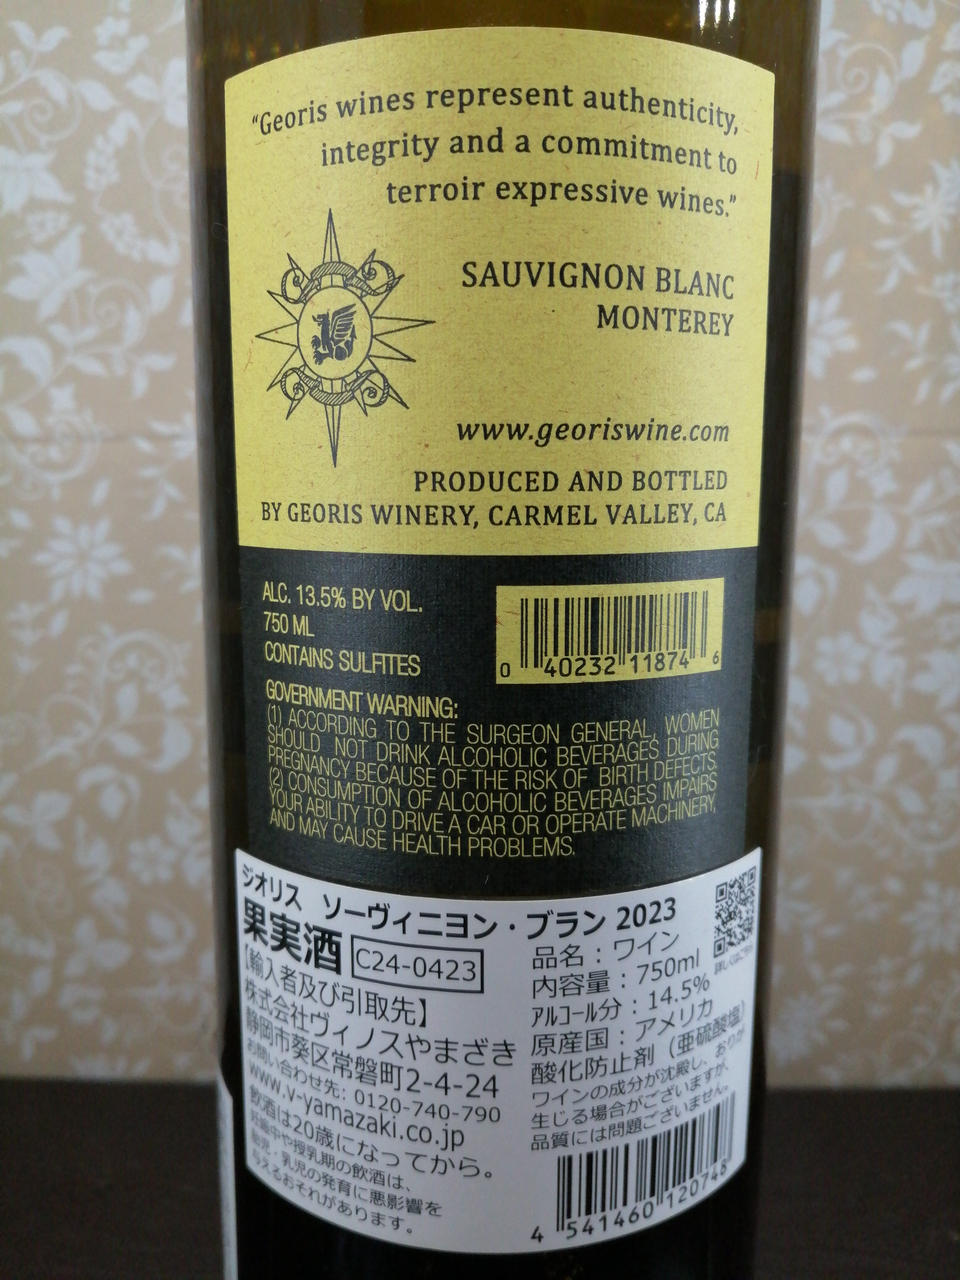 "Georis wines represent authenticity,
integrity and a commitment to
terroir expressive wines."
SAUVIGNON BLANC
MONTEREY
www.georiswine.com
PRODUCED AND BOTTLED
BY GEORIS WINERY, CARMEL VALLEY, CA
ALC. 13.5% BY VOL.
750 ML
CONTAINS SULFITES
0 40232 11874 6
GOVERNMENT WARNING:
(1) ACCORDING TO THE SURGEON GENERAL, WOMEN
SHOULD NOT DRINK ALCOHOLIC BEVERAGES DURING
PREGNANCY BECAUSE OF THE RISK OF BIRTH DEFECTS
(2) CONSUMPTION OF ALCOHOLIC BEVERAGES IMPAIRS
YOUR ABILITY TO DRIVE A CAR OR OPERATE MACHINERY,
AND MAY CAUSE HEALTH PROBLEMS.
ジオリス ソーヴィニヨン・ブラン 2023
果実酒 C24-0423
【輸入者及び引取先】
株式会社ヴィノスやまざき
静岡市葵区常磐町2-4-24
お問い合わせ先: 0120-740-790
www.v-yamazaki.co.jp
飲酒は20歳になってから。
妊娠中や授乳期の飲酒は、
胎児・乳児の発育に悪影響を
与えるおそれがあります。
品名：ワイン
内容量：750ml
アルコール分：14.5%
原産国：アメリカ
酸化防止剤（亜硫酸塩）
ワインの成分が沈殿し、おりが
生じる場合がございますが、
品質には問題ございません。
詳しくはこちら
4 541460 120748